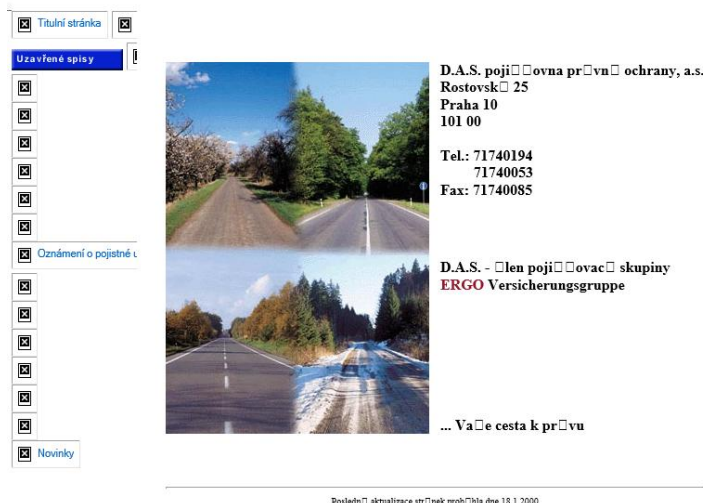 Titulní stránka
Uzavřené spisy
Oznámení o pojistné u
Novinky
D.A.S. poji□□ovna pr□vn□ ochrany, a.s.
Rostovsk□ 25
Praha 10
101 00
Tel.: 71740194
71740053
Fax: 71740085
D.A.S. - □len poji□□ovac□ skupiny
ERGO Versicherungsgruppe
... Va□e cesta k pr□vu
Posledn□ aktualizace str□nek prob□hla dne 18.1.2000